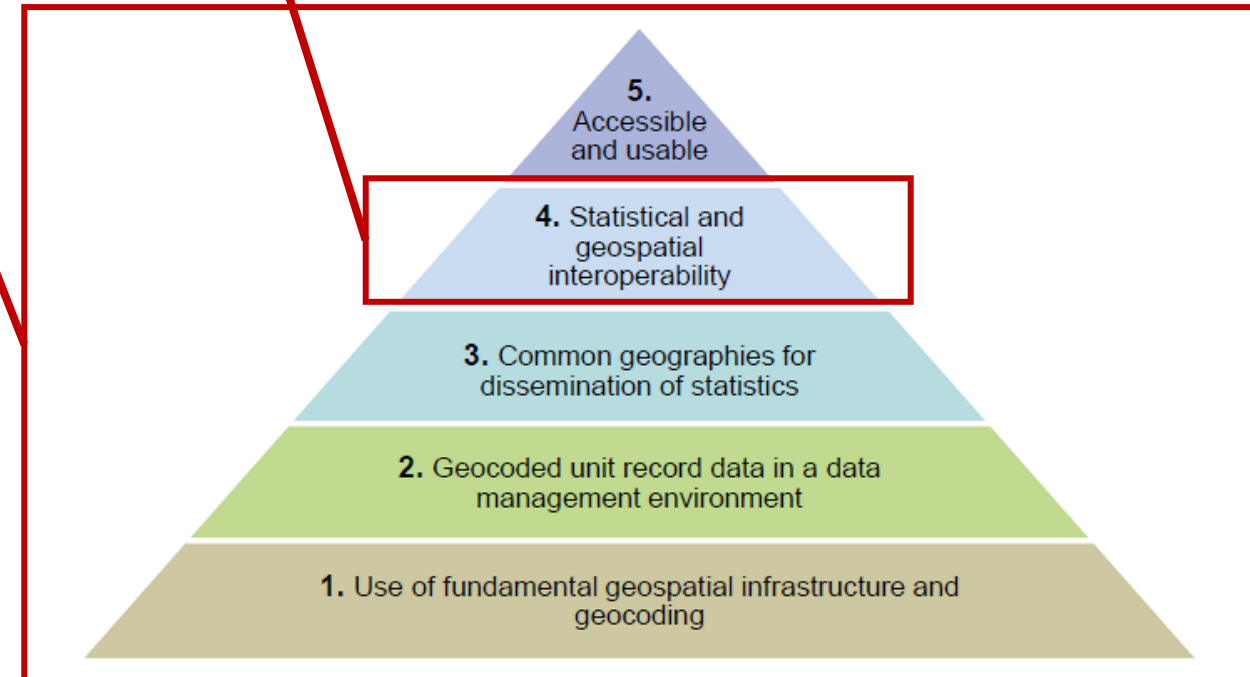 5.
Accessible
and usable
4. Statistical and
geospatial
interoperability
3. Common geographies for
dissemination of statistics
2. Geocoded unit record data in a data
management environment
1. Use of fundamental geospatial infrastructure and
geocoding